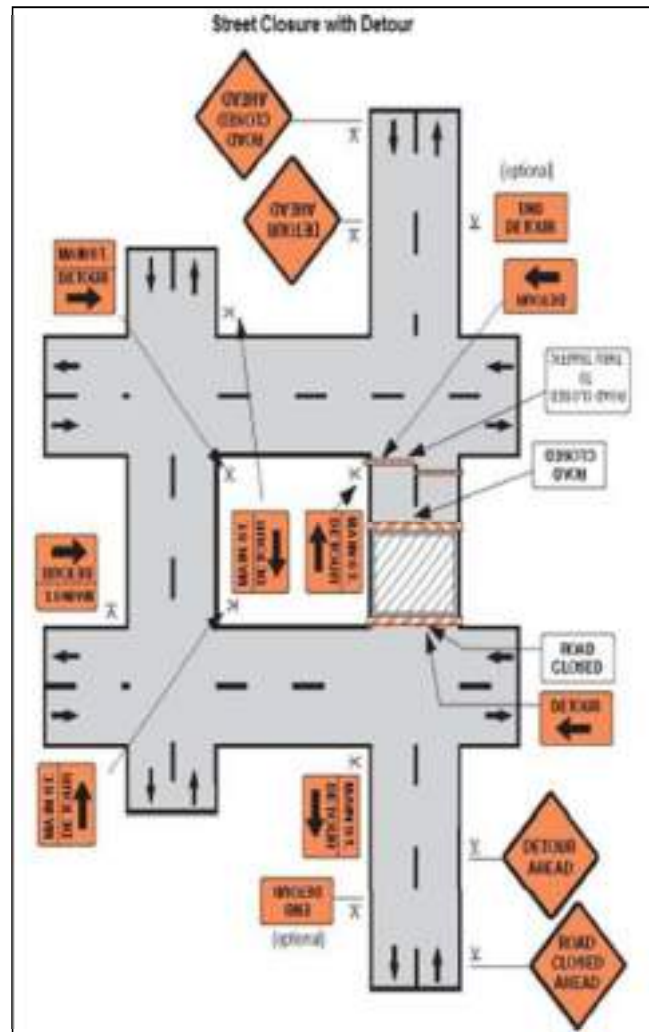 Street Closure with Detour
ROAD
CLOSED
AHEAD
DETOUR
AHEAD
(optional)
END
DETOUR
MAIN ST
DETOUR
DETOUR
ROAD CLOSED
TO
THRU TRAFFIC
ROAD
CLOSED
MAIN ST
DETOUR
MAIN ST
DETOUR
MAIN ST
DETOUR
ROAD
CLOSED
DETOUR
MAIN ST
DETOUR
MAIN ST
DETOUR
DETOUR
AHEAD
END
DETOUR
(optional)
ROAD
CLOSED
AHEAD